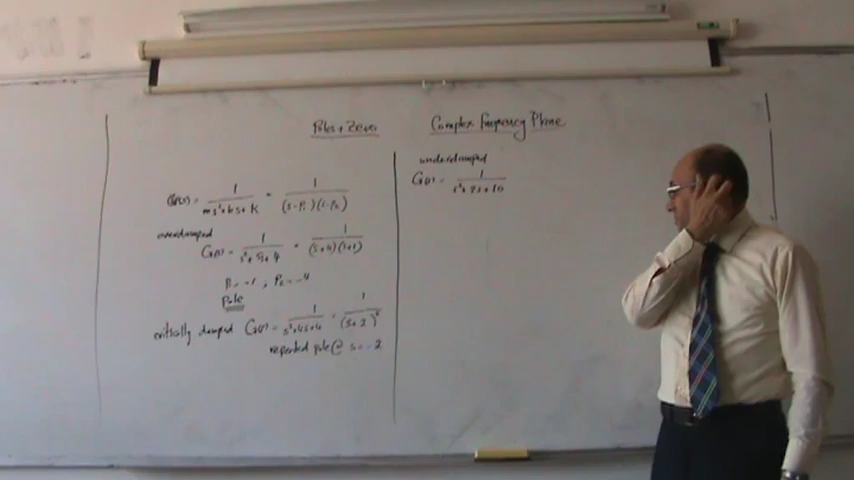 Poles + Zero
Complex Frequency Plane
G(s) = 1 / (ms² + bs + k) = 1 / ((s-P₁)(s-P₂))
overdamped
G(s) = 1 / (s² + 5s + 4) = 1 / ((s+4)(s+1))
P₁ = -1, P₂ = -4
Pole
critically damped G(s) = 1 / (s² + 4s + 4) = 1 / (s+2)²
repeated pole @ s = -2
underdamped
G(s) = 1 / (s² + 2s + 10)